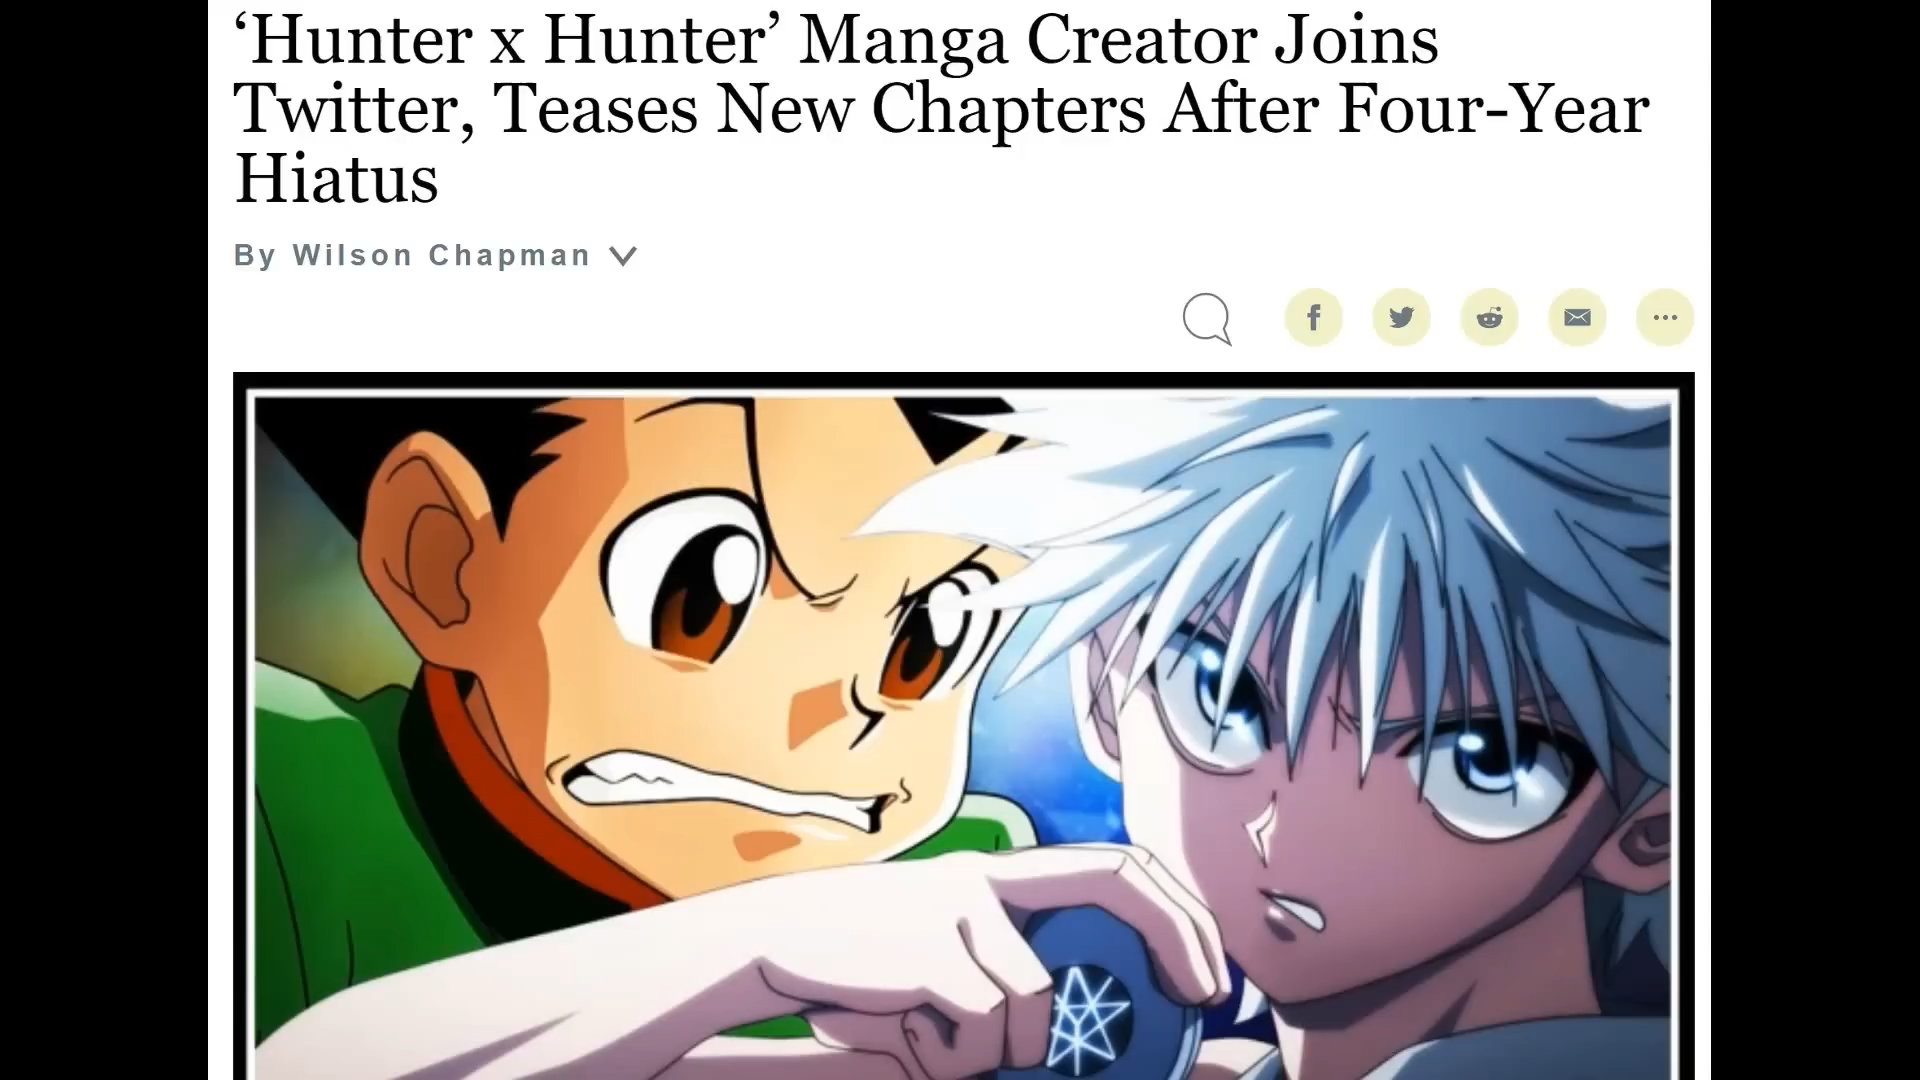 ‘Hunter x Hunter’ Manga Creator Joins
Twitter, Teases New Chapters After Four-Year
Hiatus
By Wilson Chapman